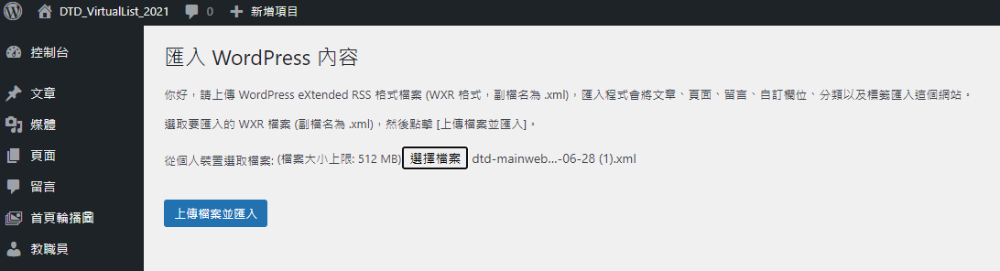 DTD_VirtualList_2021 0 新增項目
控制台
文章
媒體
頁面
留言
首頁輪播圖
教職員
匯入 WordPress 內容
你好，請上傳 WordPress eXtended RSS 格式檔案 (WXR 格式，副檔名為 .xml)，匯入程式會將文章、頁面、留言、自訂欄位、分類以及標籤匯入這個網站。
選取要匯入的 WXR 檔案 (副檔名為 .xml)，然後點擊 [上傳檔案並匯入]。
從個人裝置選取檔案: (檔案大小上限: 512 MB) 選擇檔案 dtd-mainweb...-06-28 (1).xml
上傳檔案並匯入